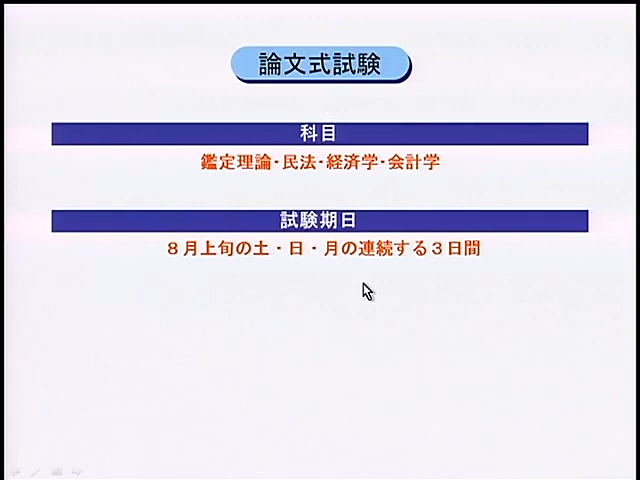 論文式試験
科目
鑑定理論・民法・経済学・会計学
試験期日
８月上旬の土・日・月の連続する３日間